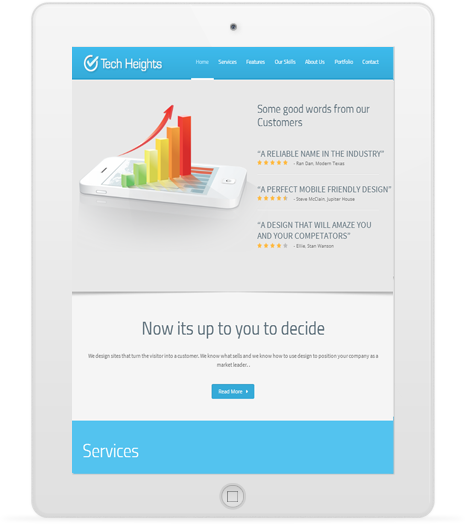 Tech Heights
Home Services Features Our Skills About Us Portfolio Contact
Some good words from our
Customers
“A RELIABLE NAME IN THE INDUSTRY”
- Ken Dan, Modern Texas
“A PERFECT MOBILE FRIENDLY DESIGN”
- Steve McClain, Jupiter House
“A DESIGN THAT WILL AMAZE YOU
AND YOUR COMPETATORS”
- Ellie, Stan Wanson
Now its up to you to decide
We design sites that turn the visitor into a customer. We know what sells and we know how to use design to position your company as a
market leader...
Read More
Services